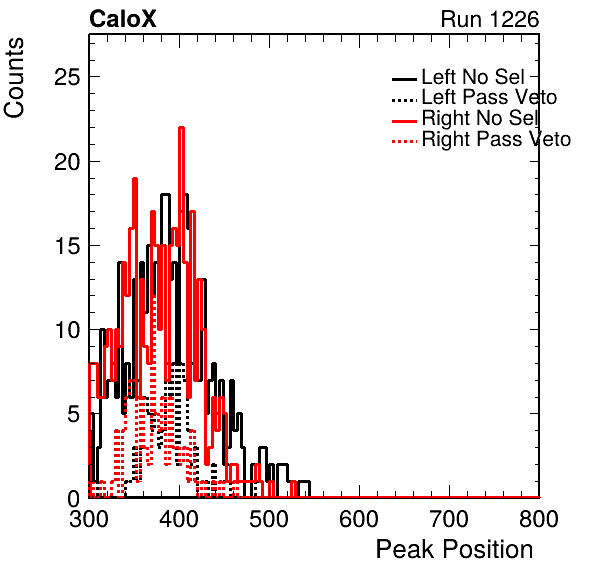 CaloX Run 1226
Counts
25
20
15
10
5
0
Left No Sel
Left Pass Veto
Right No Sel
Right Pass Veto
300 400 500 600 700 800
Peak Position